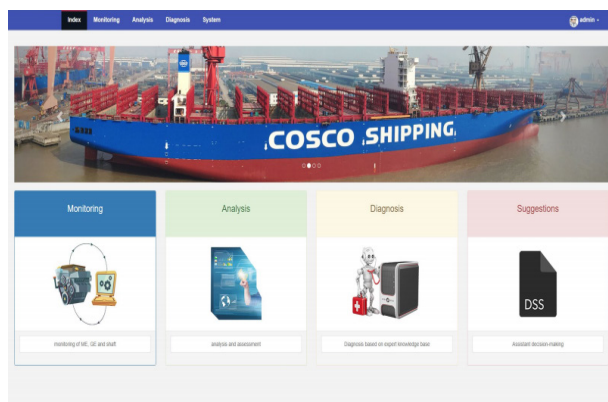 Index Monitoring Analysis Diagnosis System admin
COSCO SHIPPING
Monitoring Analysis Diagnosis Suggestions
DSS
monitoring of ME, GE and shaft analysis and assessment Diagnosis based on expert knowledge base Assistant decision-making